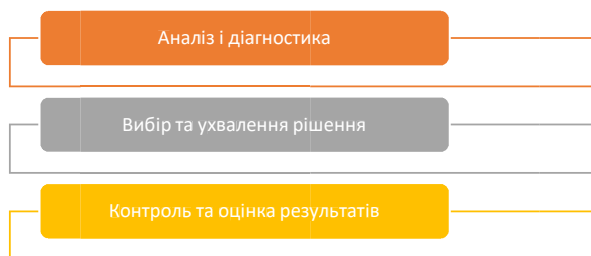 Аналіз і діагностика
Вибір та ухвалення рішення
Контроль та оцінка результатів